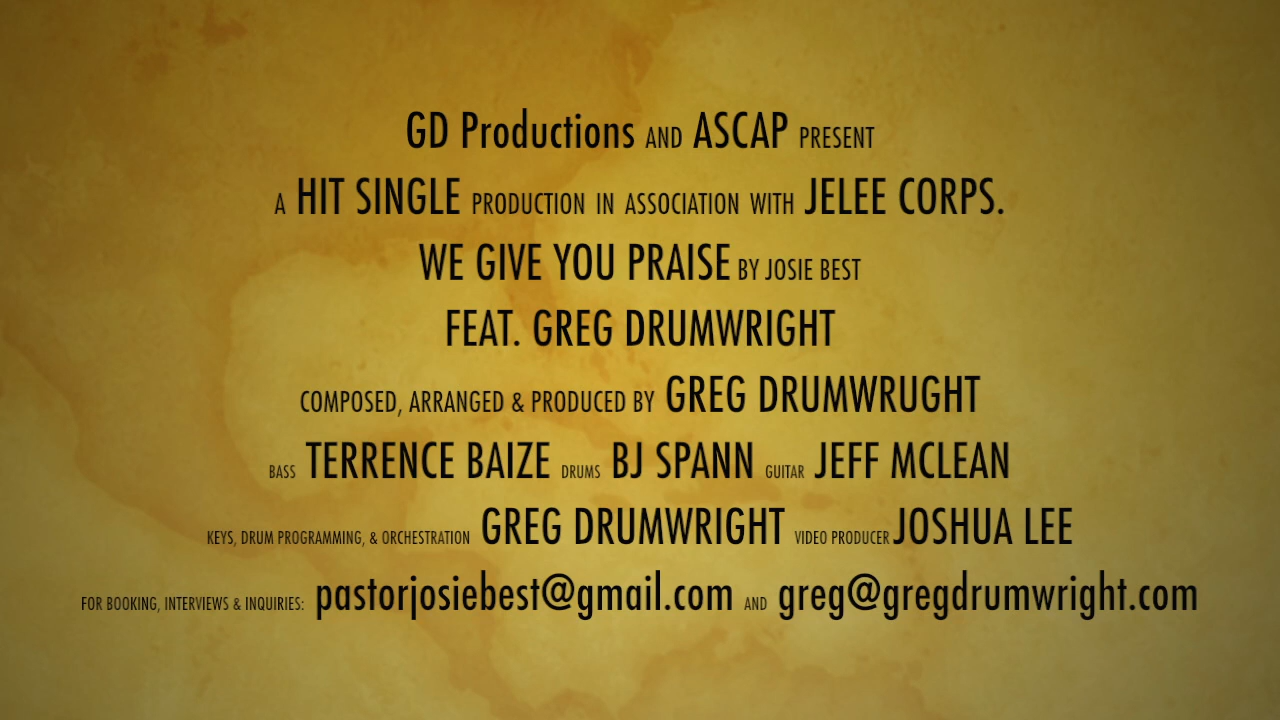 GD Productions AND ASCAP PRESENT
A HIT SINGLE PRODUCTION IN ASSOCIATION WITH JELEE CORPS.
WE GIVE YOU PRAISE BY JOSIE BEST
FEAT. GREG DRUMWRIGHT
COMPOSED, ARRANGED & PRODUCED BY GREG DRUMWRUGHT
BASS TERRENCE BAIZE DRUMS BJ SPANN GUITAR JEFF MCLEAN
KEYS, DRUM PROGRAMMING, & ORCHESTRATION GREG DRUMWRIGHT VIDEO PRODUCER JOSHUA LEE
FOR BOOKING, INTERVIEWS & INQUIRIES: pastorjosiebest@gmail.com AND greg@gregdrumwright.com